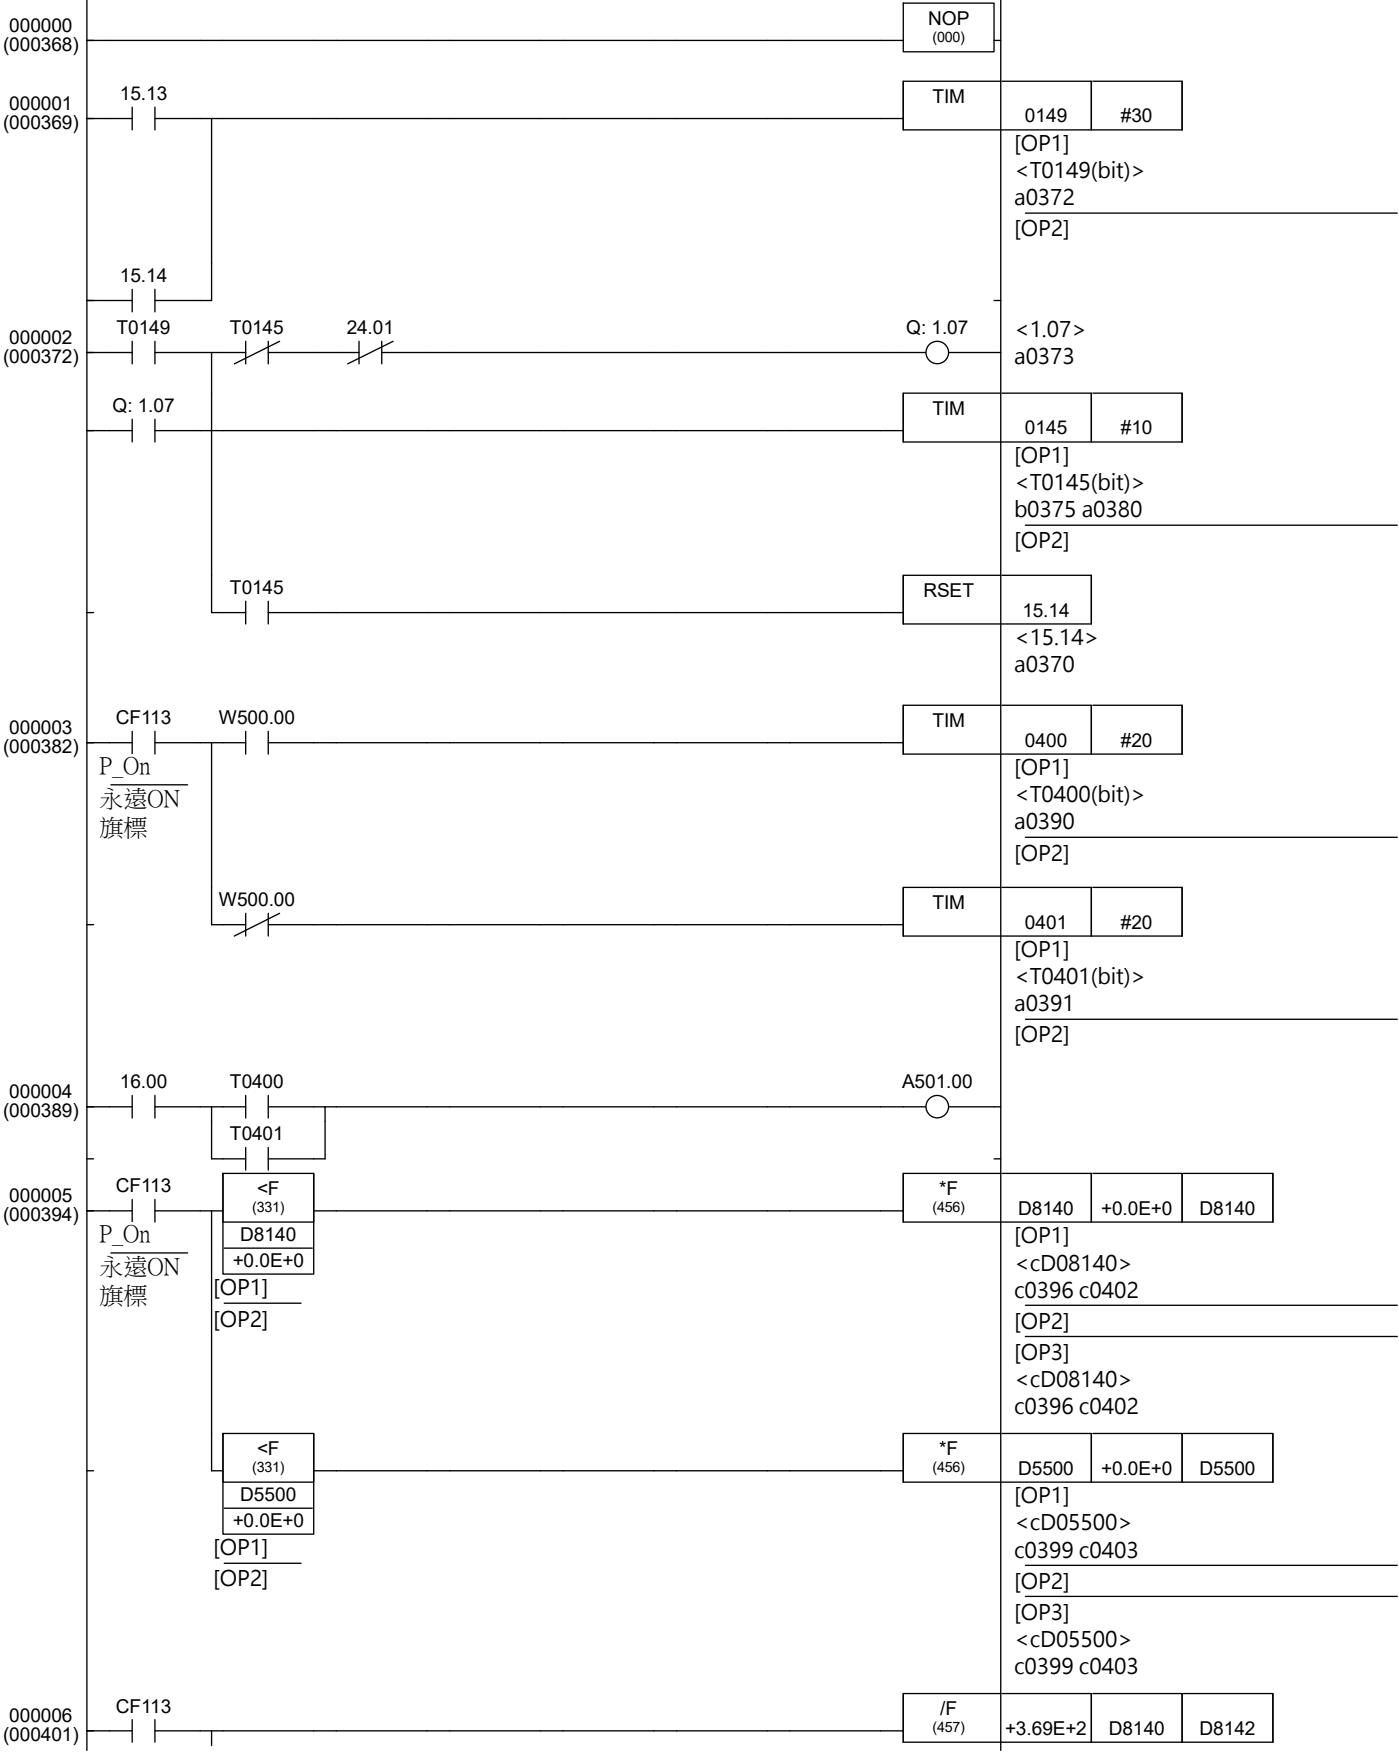 000000
(000368)
NOP
(000)
000001
(000369)
15.13
TIM
0149 #30
[OP1]
<T0149(bit)>
a0372
[OP2]
15.14
000002
(000372)
T0149 T0145 24.01 Q: 1.07
<1.07>
a0373
Q: 1.07
TIM
0145 #10
[OP1]
<T0145(bit)>
b0375 a0380
[OP2]
T0145
RSET
15.14
<15.14>
a0370
000003
(000382)
CF113 W500.00
P_On
永遠ON
旗標
TIM
0400 #20
[OP1]
<T0400(bit)>
a0390
[OP2]
W500.00
TIM
0401 #20
[OP1]
<T0401(bit)>
a0391
[OP2]
000004
(000389)
16.00 T0400 A501.00
T0401
000005
(000394)
CF113
P_On
永遠ON
旗標
<F
(331)
D8140
+0.0E+0
[OP1]
[OP2]
*F
(456)
D8140 +0.0E+0 D8140
[OP1]
<cD08140>
c0396 c0402
[OP2]
[OP3]
<cD08140>
c0396 c0402
<F
(331)
D5500
+0.0E+0
[OP1]
[OP2]
*F
(456)
D5500 +0.0E+0 D5500
[OP1]
<cD05500>
c0399 c0403
[OP2]
[OP3]
<cD05500>
c0399 c0403
000006
(000401)
CF113
/F
(457)
+3.69E+2 D8140 D8142